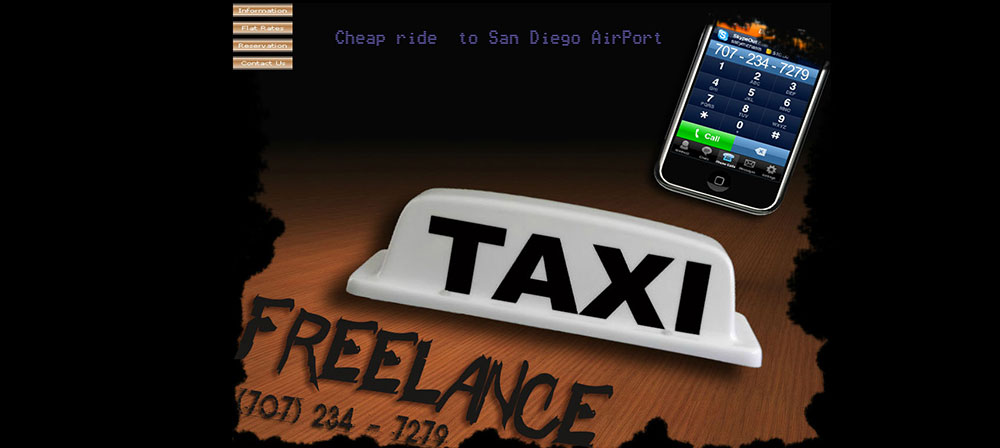 Information
Flat Rates
Reservation
Contact Us
Cheap ride to San Diego AirPort
SkypeOut
707 - 234 - 7279
1
2 ABC
3 DEF
4 GHI
5 JKL
6 MNO
7 PQRS
8 TUV
9 WXYZ
*
0
+
#
Call
TAXI
FREELANCE
(707) 234 - 7279